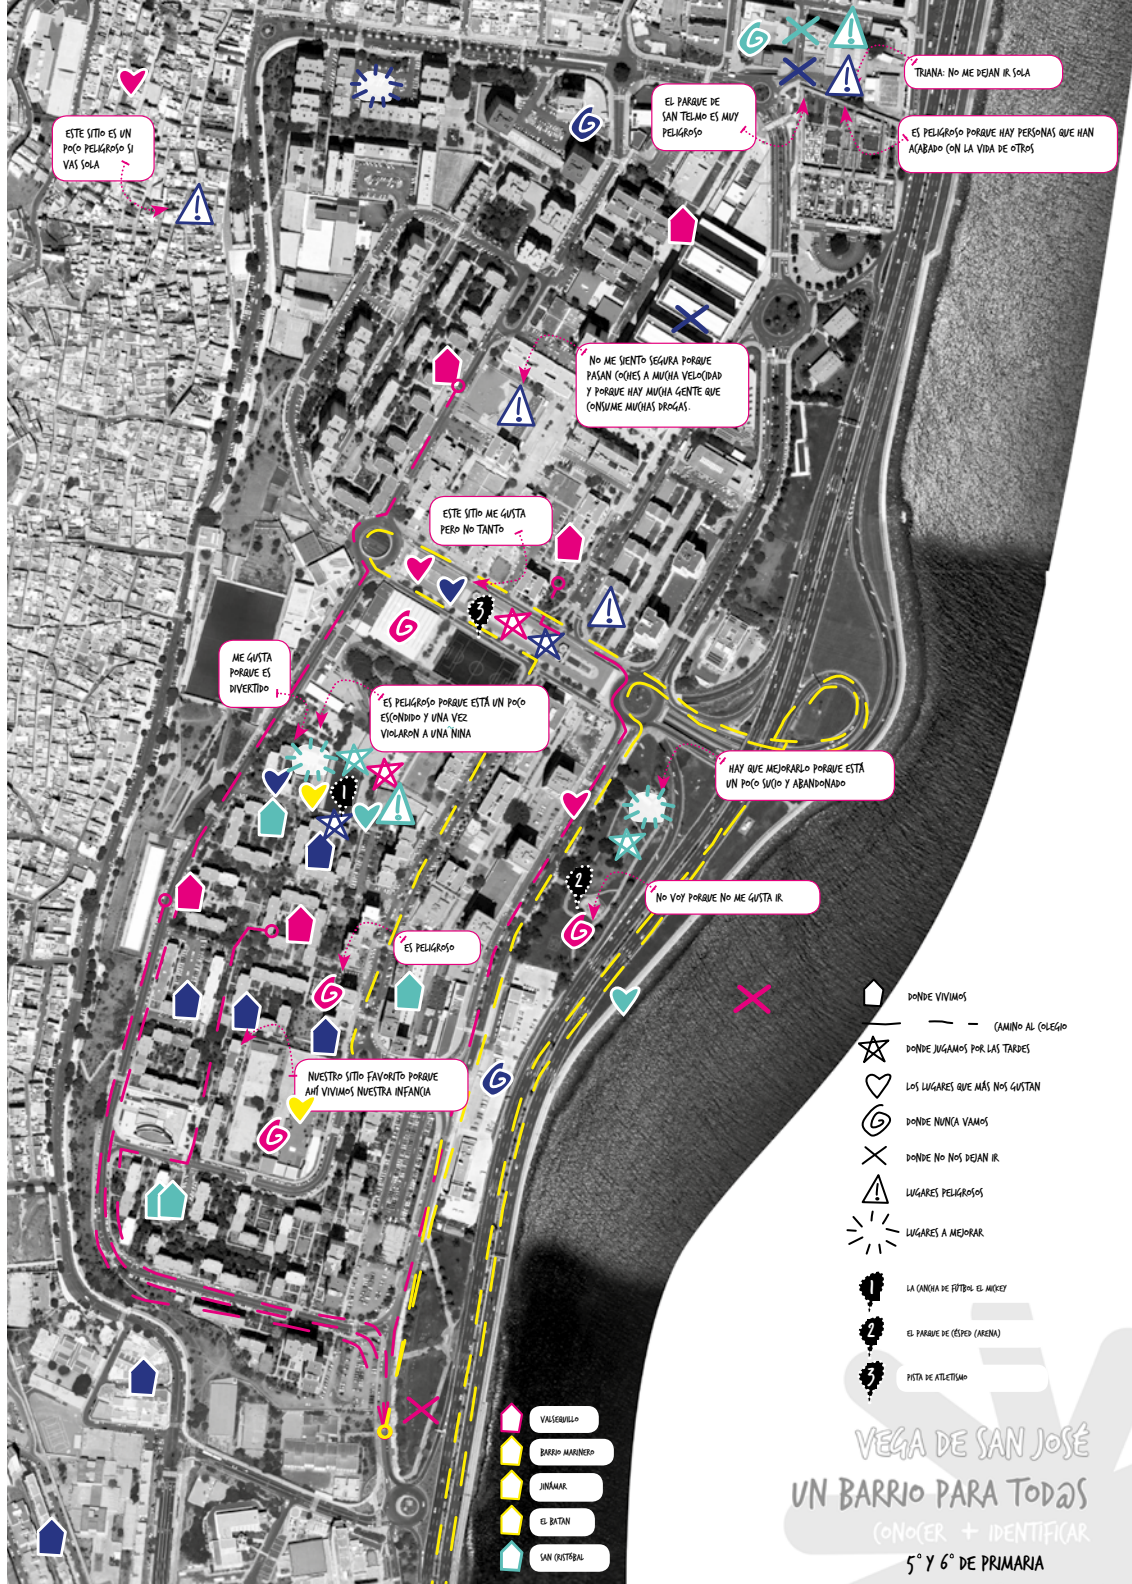 TRIANA: NO ME DEJAN IR SOLA
EL PARQUE DE
SAN TELMO ES MUY
PELIGROSO
ES PELIGROSO PORQUE HAY PERSONAS QUE HAN
ACABADO CON LA VIDA DE OTROS
ESTE SITIO ES UN
POCO PELIGROSO SI
VAS SOLA
NO ME SIENTO SEGURA PORQUE
PASAN COCHES A MUCHA VELOCIDAD
Y PORQUE HAY MUCHA GENTE QUE
CONSUME MUCHAS DROGAS.
ESTE SITIO ME GUSTA
PERO NO TANTO
3
ME GUSTA
PORQUE ES
DIVERTIDO
ES PELIGROSO PORQUE ESTÁ UN POCO
ESCONDIDO Y UNA VEZ
VIOLARON A UNA NIÑA
HAY QUE MEJORARLO PORQUE ESTÁ
UN POCO SUCIO Y ABANDONADO
1
2
NO VOY PORQUE NO ME GUSTA IR
ES PELIGROSO
NUESTRO SITIO FAVORITO PORQUE
AHÍ VIVIMOS NUESTRA INFANCIA
DONDE VIVIMOS
CAMINO AL COLEGIO
DONDE JUGAMOS POR LAS TARDES
LOS LUGARES QUE MÁS NOS GUSTAN
DONDE NUNCA VAMOS
DONDE NO NOS DEJAN IR
LUGARES PELIGROSOS
LUGARES A MEJORAR
1 LA CANCHA DE FÚTBOL EL MICKEY
2 EL PARQUE DE CÉSPED (ARENA)
3 PISTA DE ATLETISMO
VALSEQUILLO
BARRIO MARINERO
JINÁMAR
EL BATAN
SAN CRISTÓBAL
VEGA DE SAN JOSÉ
UN BARRIO PARA TOD@S
CONOCER + IDENTIFICAR
5° Y 6° DE PRIMARIA